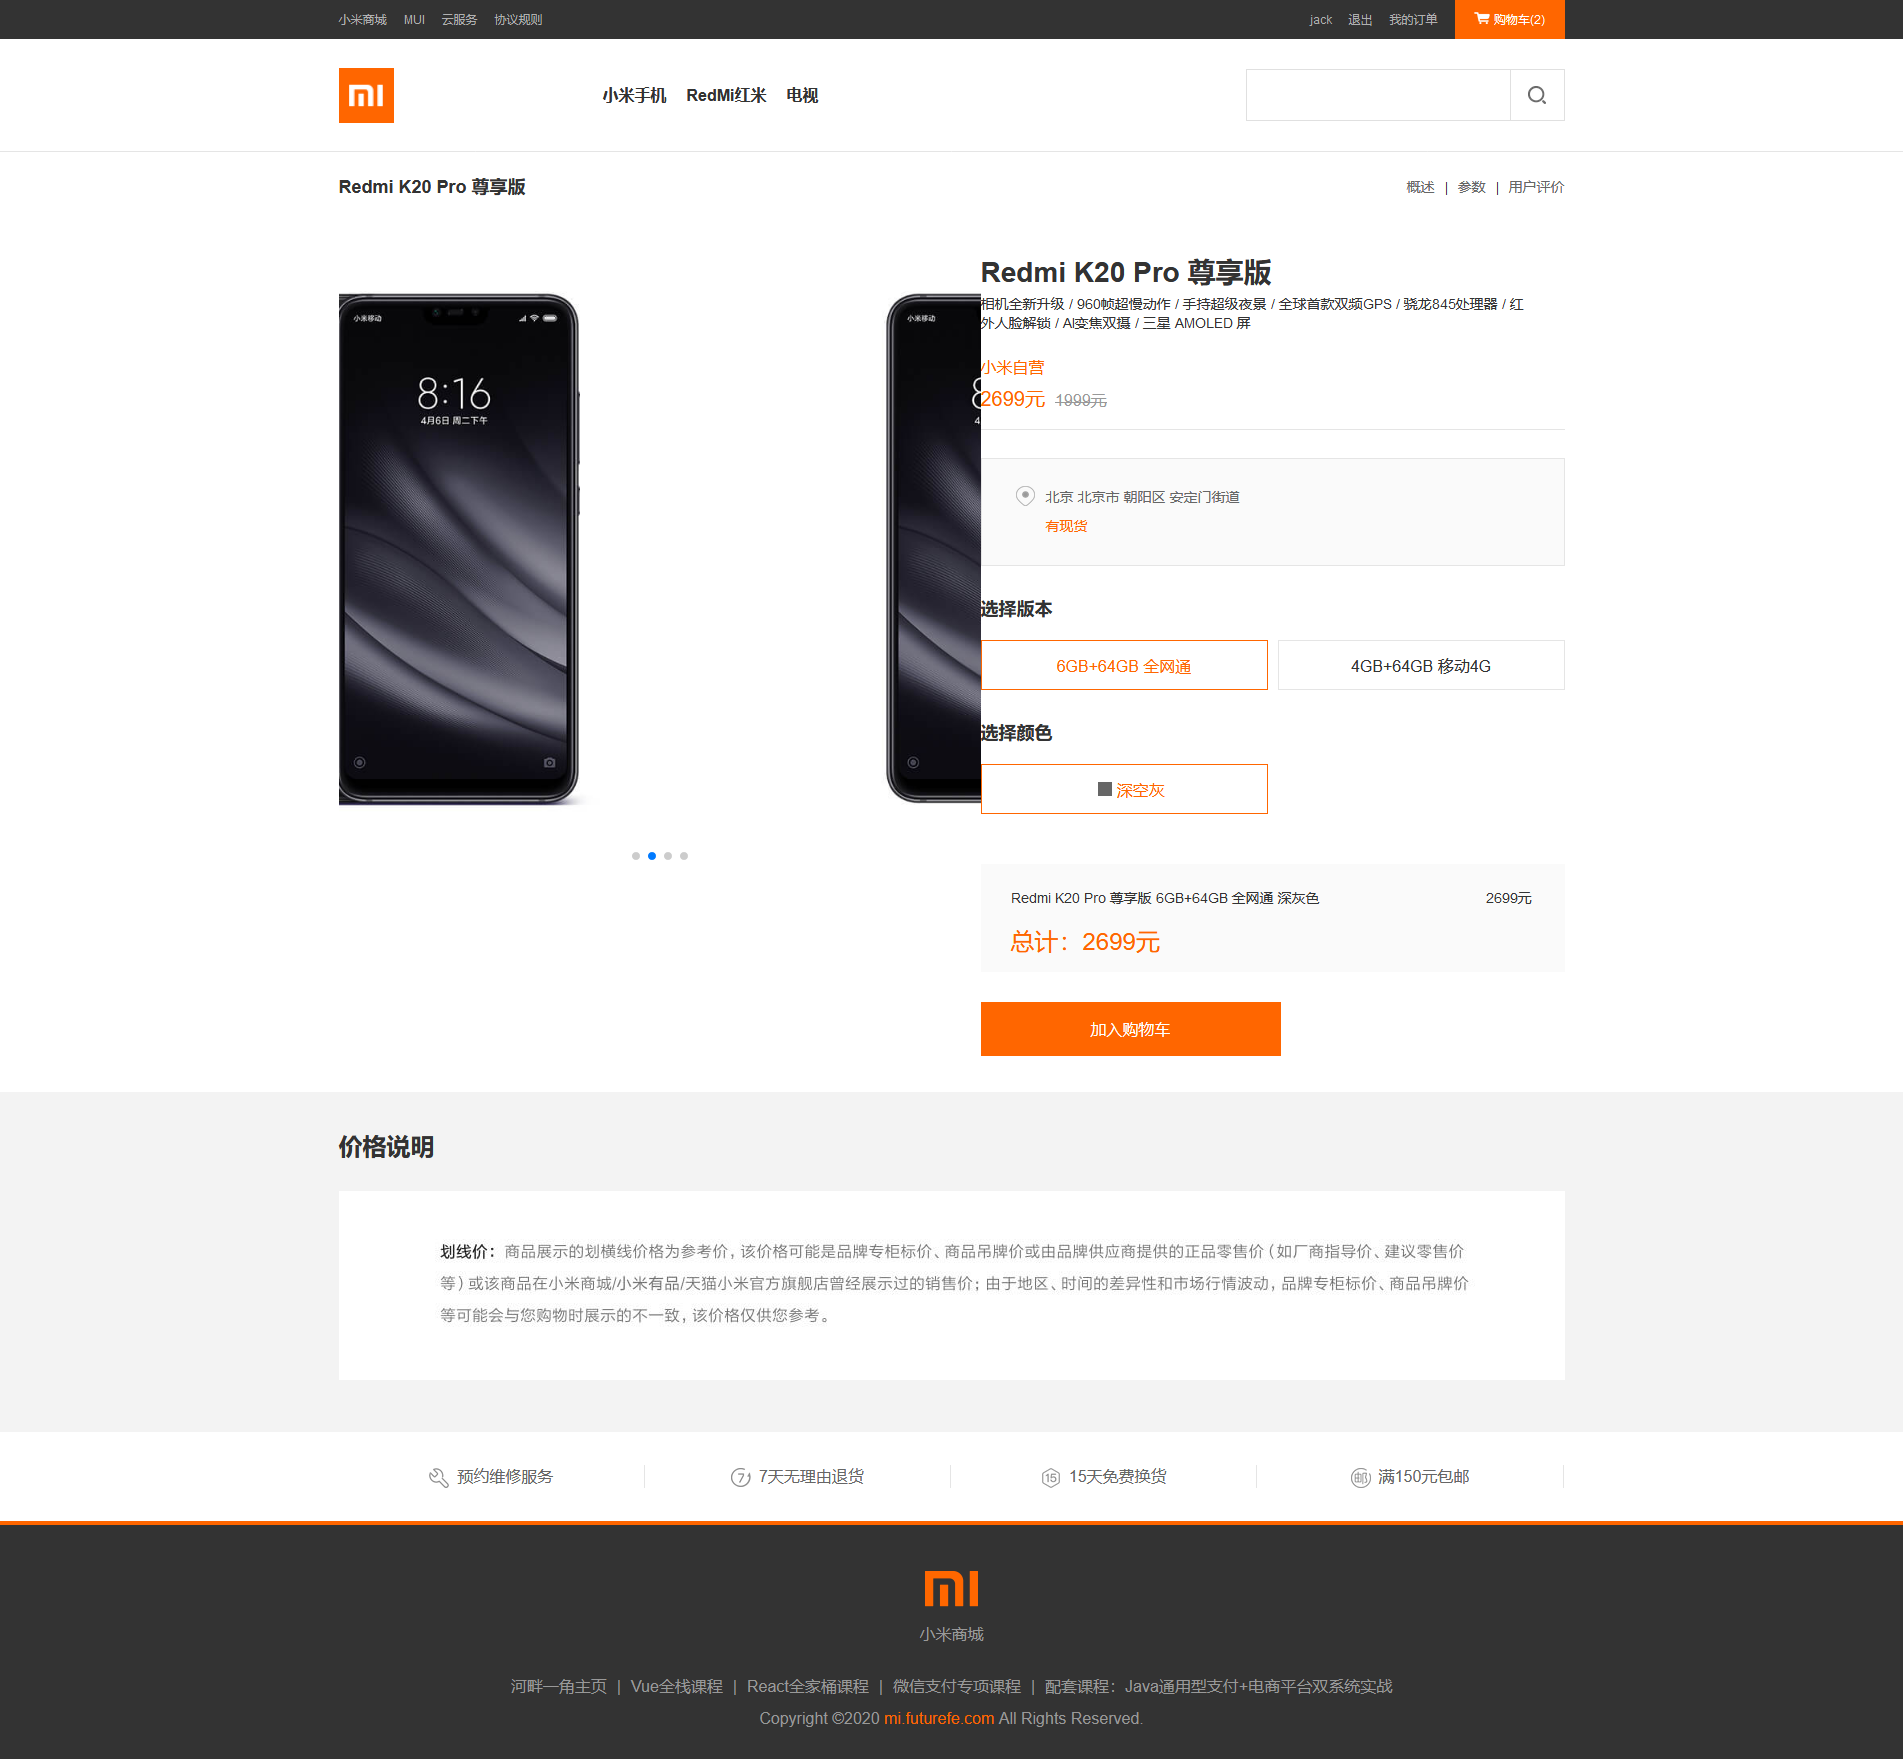 小米商城 MUI 云服务 协议规则 jack 退出 我的订单 购物车(2)
小米手机 RedMi红米 电视
Redmi K20 Pro 尊享版 概述 | 参数 | 用户评价
Redmi K20 Pro 尊享版
相机全新升级 / 960帧超慢动作 / 手持超级夜景 / 全球首款双频GPS / 骁龙845处理器 / 红
外人脸解锁 / AI变焦双摄 / 三星 AMOLED 屏
小米移动
8:16
4月6日 周二下午
小米移动
小米自营
2699元 1999元
北京 北京市 朝阳区 安定门街道
有现货
选择版本
6GB+64GB 全网通 4GB+64GB 移动4G
选择颜色
深空灰
Redmi K20 Pro 尊享版 6GB+64GB 全网通 深灰色 2699元
总计：2699元
加入购物车
价格说明
划线价：商品展示的划横线价格为参考价，该价格可能是品牌专柜标价、商品吊牌价或由品牌供应商提供的正品零售价（如厂商指导价、建议零售价
等）或该商品在小米商城/小米有品/天猫小米官方旗舰店曾经展示过的销售价；由于地区、时间的差异性和市场行情波动，品牌专柜标价、商品吊牌价
等可能会与您购物时展示的不一致，该价格仅供您参考。
预约维修服务 7天无理由退货 15天免费换货 满150元包邮
小米商城
河畔一角主页 | Vue全栈课程 | React全家桶课程 | 微信支付专项课程 | 配套课程：Java通用型支付+电商平台双系统实战
Copyright ©2020 mi.futurefe.com All Rights Reserved.